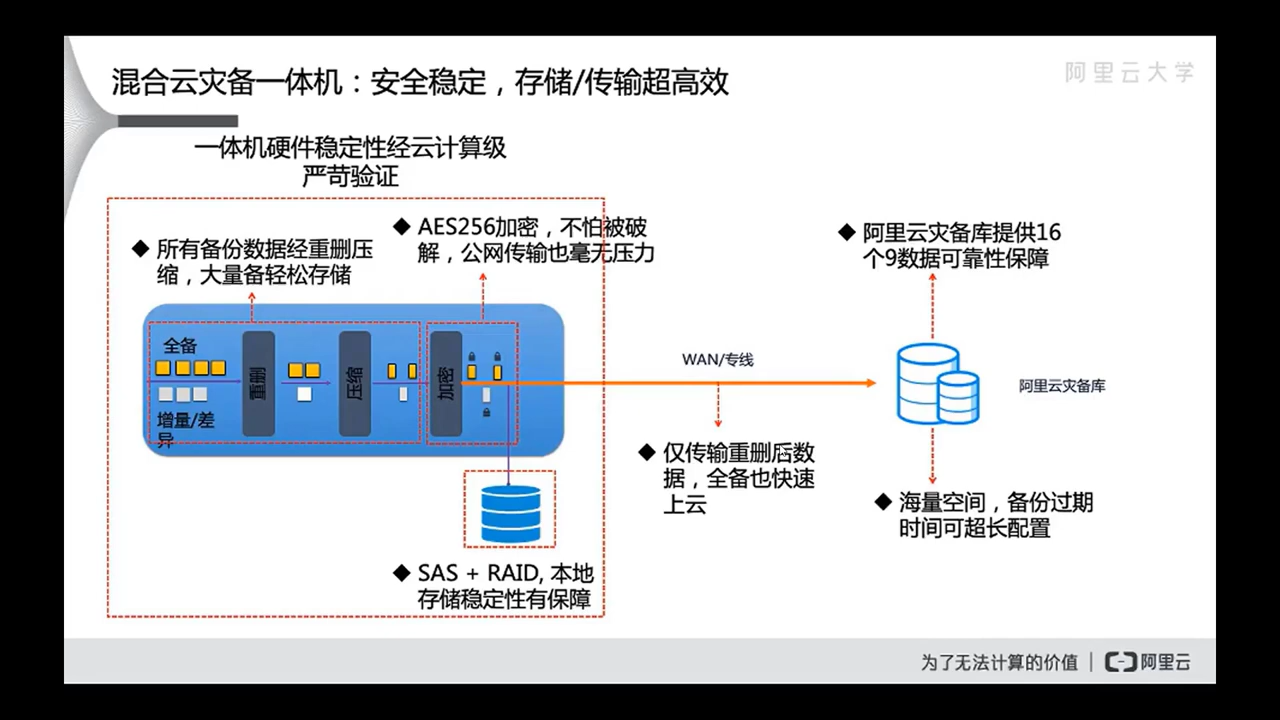 混合云灾备一体机：安全稳定，存储/传输超高效
阿里云大学
一体机硬件稳定性经云计算级
严苛验证
◆ 所有备份数据经重删压
缩，大量备轻松存储
◆ AES256加密，不怕被破
解，公网传输也毫无压力
◆ 阿里云灾备库提供16
个9数据可靠性保障
全备
增量/差
异
重删
压缩
加密
WAN/专线
阿里云灾备库
◆ 仅传输重删后数
据，全备也快速
上云
◆ 海量空间，备份过期
时间可超长配置
◆ SAS + RAID, 本地
存储稳定性有保障
为了无法计算的价值 | 阿里云